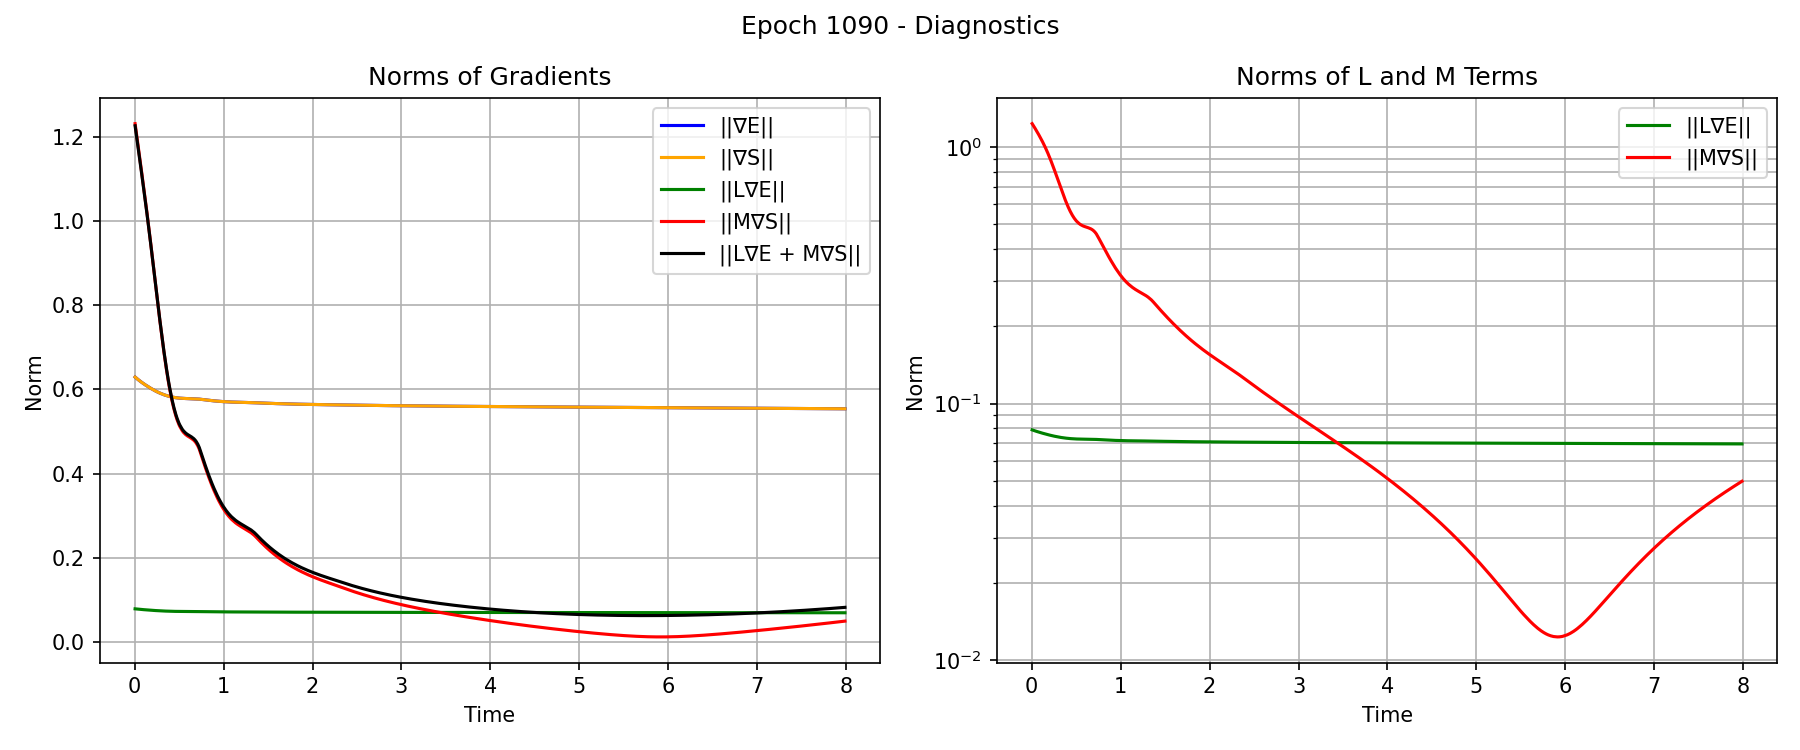 Epoch 1090 - Diagnostics
Norms of Gradients
Norm
1.2
1.0
0.8
0.6
0.4
0.2
0.0
||∇E||
||∇S||
||L∇E||
||M∇S||
||L∇E + M∇S||
0 1 2 3 4 5 6 7 8
Time
Norms of L and M Terms
Norm
10⁰
10⁻¹
10⁻²
||L∇E||
||M∇S||
0 1 2 3 4 5 6 7 8
Time